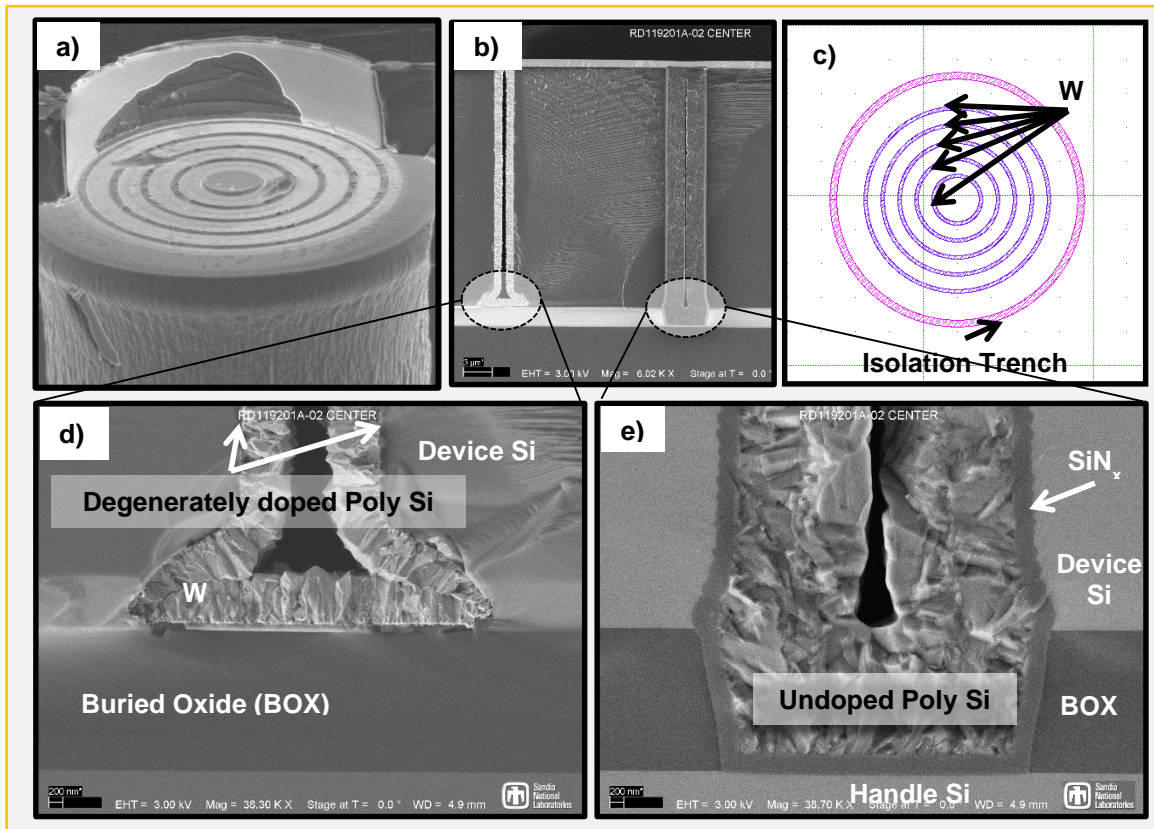 a)
b)
RD119201A-02 CENTER
3 µm*
EHT = 3.00 kV Mag = 6.02 K X Stage at T = 0.0 °
c)
W
Isolation Trench
d)
RD119201A-02 CENTER
Device Si
Degenerately doped Poly Si
W
Buried Oxide (BOX)
200 nm*
EHT = 3.00 kV Mag = 38.30 K X Stage at T = 0.0 ° WD = 4.9 mm
Sandia
National
Laboratories
e)
RD119201A-02 CENTER
SiNx
Device
Si
Undoped Poly Si
BOX
Handle Si
200 nm*
EHT = 3.00 kV Mag = 38.70 K X Stage at T = 0.0 ° WD = 4.9 mm
Sandia
National
Laboratories